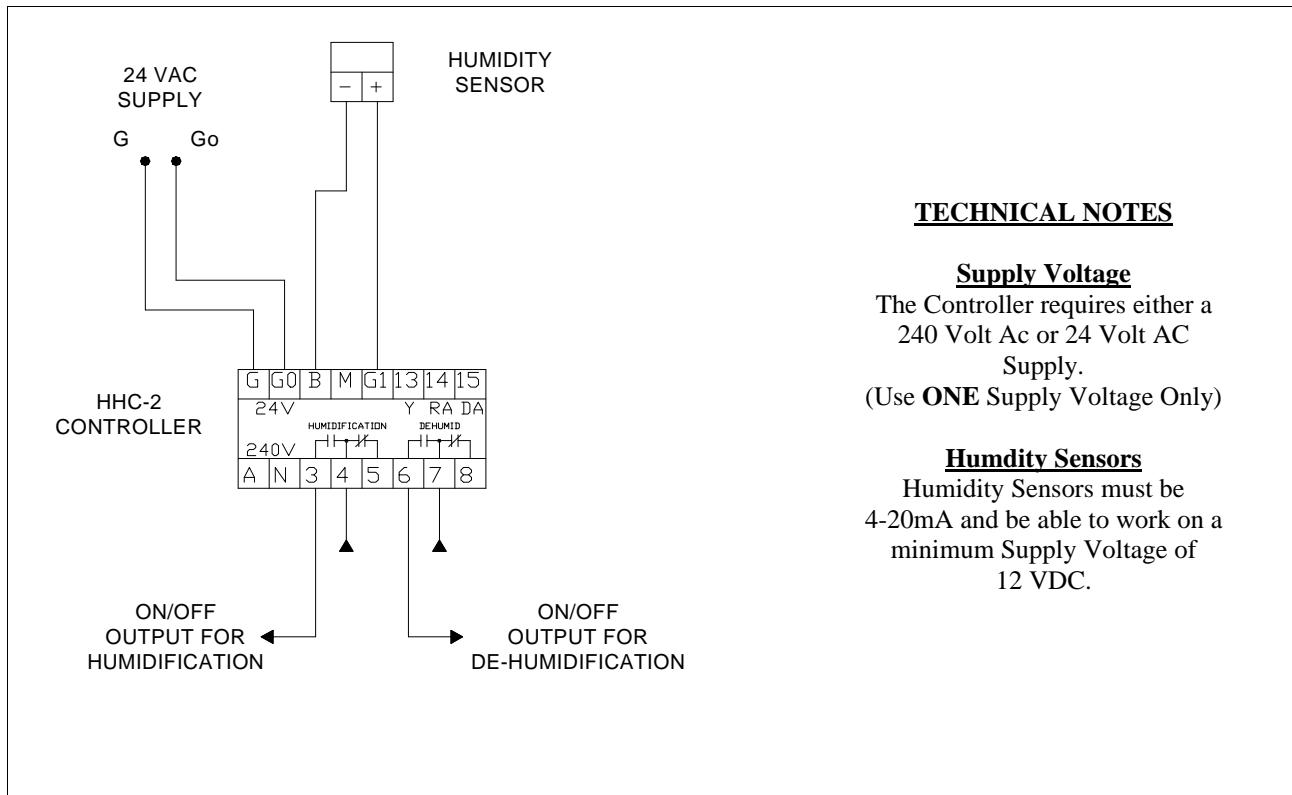 24 VAC
SUPPLY
G Go
HUMIDITY
SENSOR
- +
HHC-2
CONTROLLER
G G0 B M G1 13 14 15
24V Y RA DA
HUMIDIFICATION DEHUMID
240V
A N 3 4 5 6 7 8
ON/OFF
OUTPUT FOR
HUMIDIFICATION
ON/OFF
OUTPUT FOR
DE-HUMIDIFICATION
TECHNICAL NOTES
Supply Voltage
The Controller requires either a
240 Volt Ac or 24 Volt AC
Supply.
(Use ONE Supply Voltage Only)
Humdity Sensors
Humidity Sensors must be
4-20mA and be able to work on a
minimum Supply Voltage of
12 VDC.